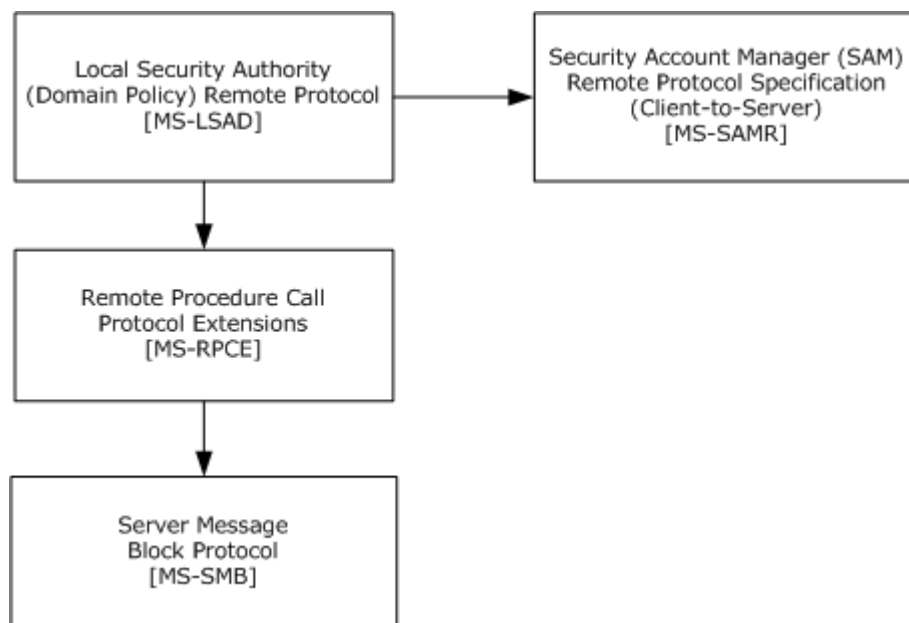 Local Security Authority
(Domain Policy) Remote Protocol
[MS-LSAD]
Security Account Manager (SAM)
Remote Protocol Specification
(Client-to-Server)
[MS-SAMR]
Remote Procedure Call
Protocol Extensions
[MS-RPCE]
Server Message
Block Protocol
[MS-SMB]